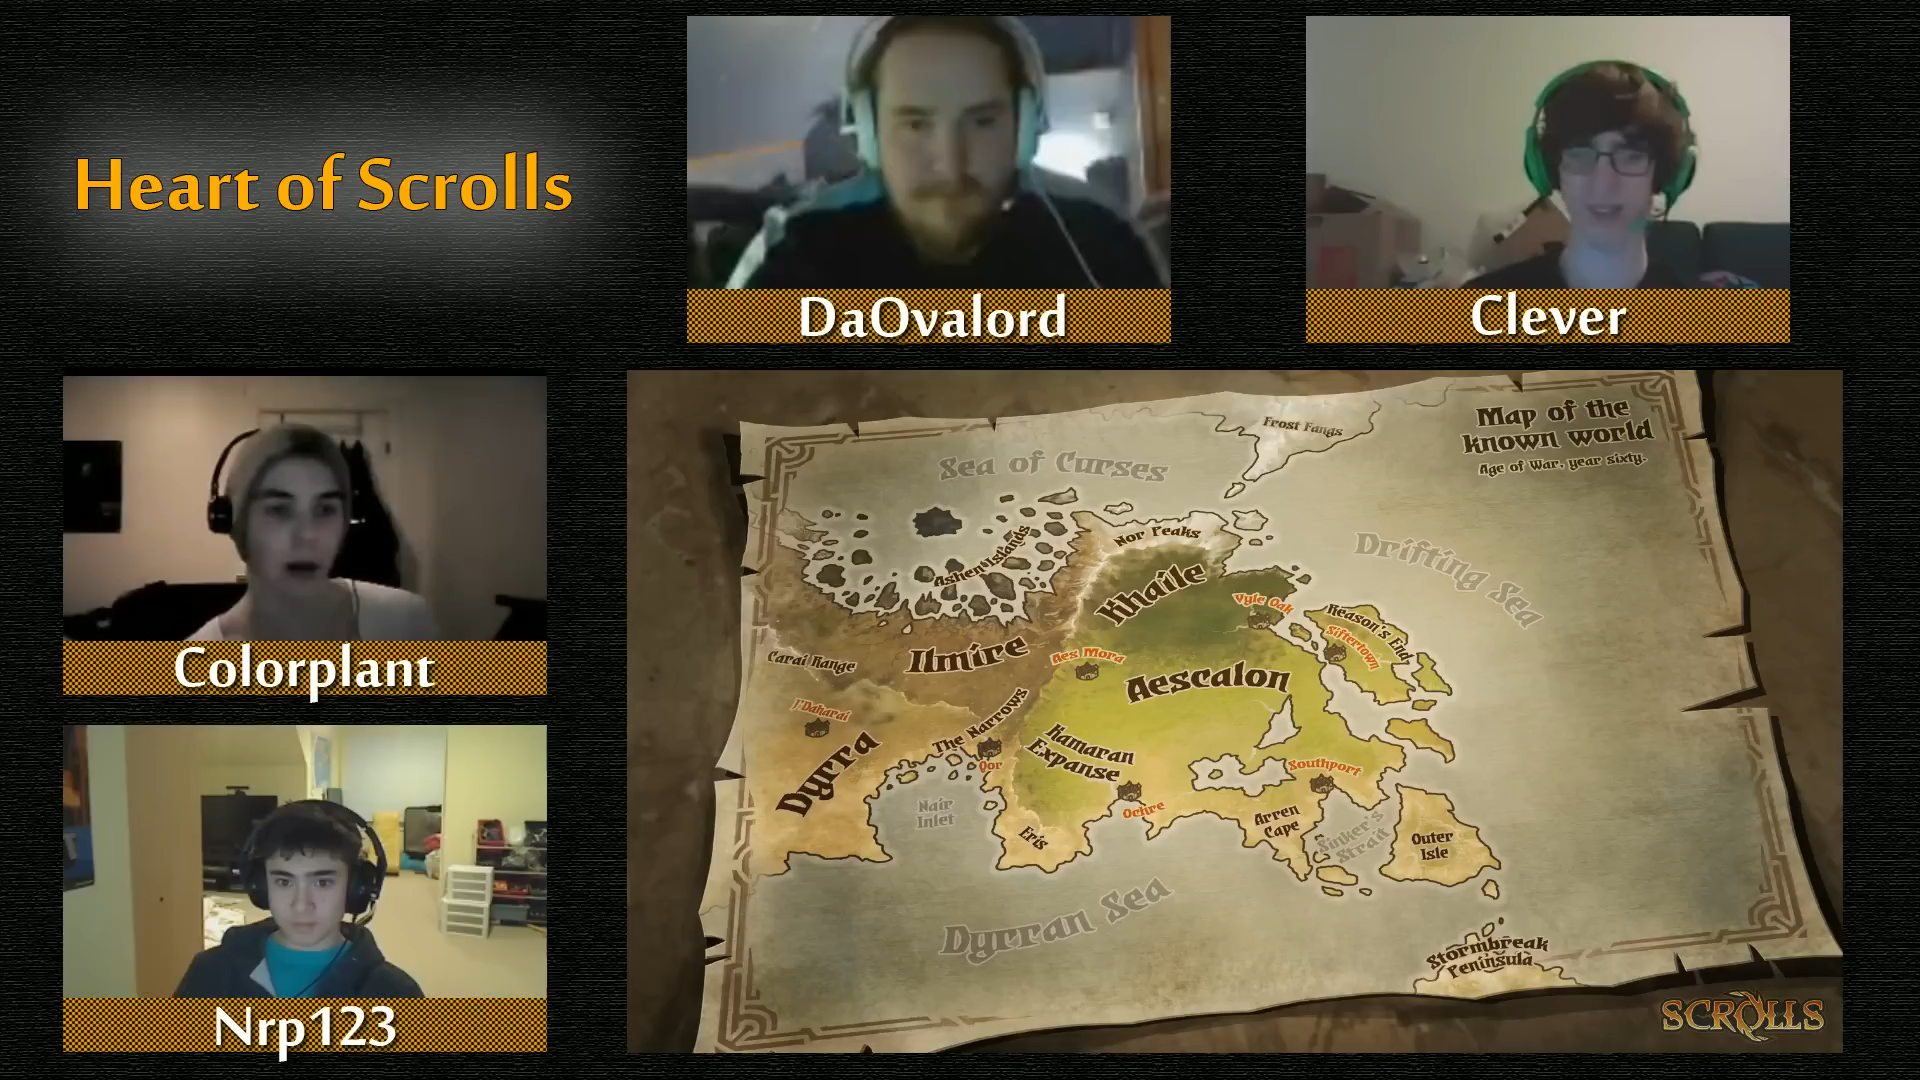 Heart of Scrolls
DaOvalord
Clever
Colorplant
Nrp123
Map of the
known world
Age of War, year sixty.
Frost Fangs
Sea of Curses
Ashen Islands
Nor Peaks
Drifting Sea
Khaile
Vyle Oak
Reason's End
Siftertown
Ilmire
Carai Range
Aes Mora
Aescalon
J'Daharai
Dyrra
The Narrows
Oor
Kamaran
Expanse
Southport
Nair
Inlet
Ochre
Eris
Arren
Cape
Sinker's
Strait
Outer
Isle
Dyrran Sea
Stormbreak
Peninsula
SCROLLS